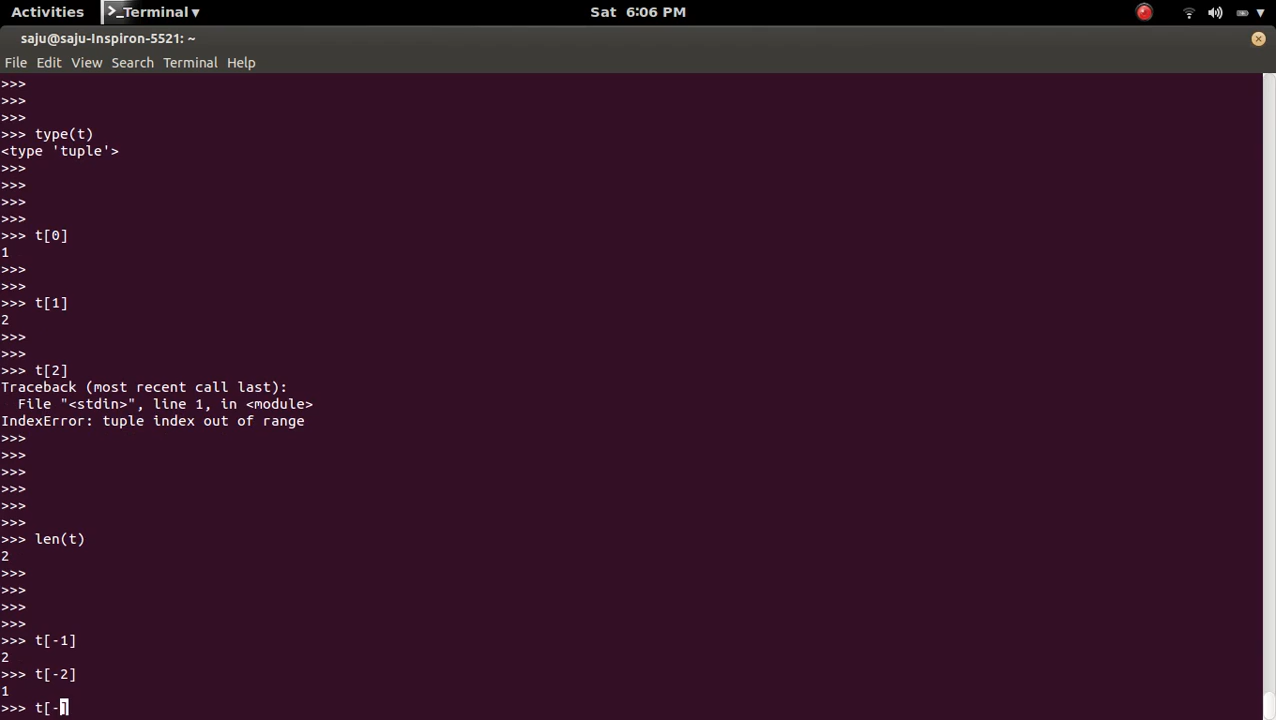 Activities >_Terminal ▾ Sat 6:06 PM
saju@saju-Inspiron-5521: ~
File Edit View Search Terminal Help
>>>
>>>
>>>
>>> type(t)
<type 'tuple'>
>>>
>>>
>>>
>>>
>>> t[0]
1
>>>
>>>
>>> t[1]
2
>>>
>>>
>>> t[2]
Traceback (most recent call last):
  File "<stdin>", line 1, in <module>
IndexError: tuple index out of range
>>>
>>>
>>>
>>>
>>>
>>>
>>> len(t)
2
>>>
>>>
>>>
>>>
>>> t[-1]
2
>>> t[-2]
1
>>> t[-]